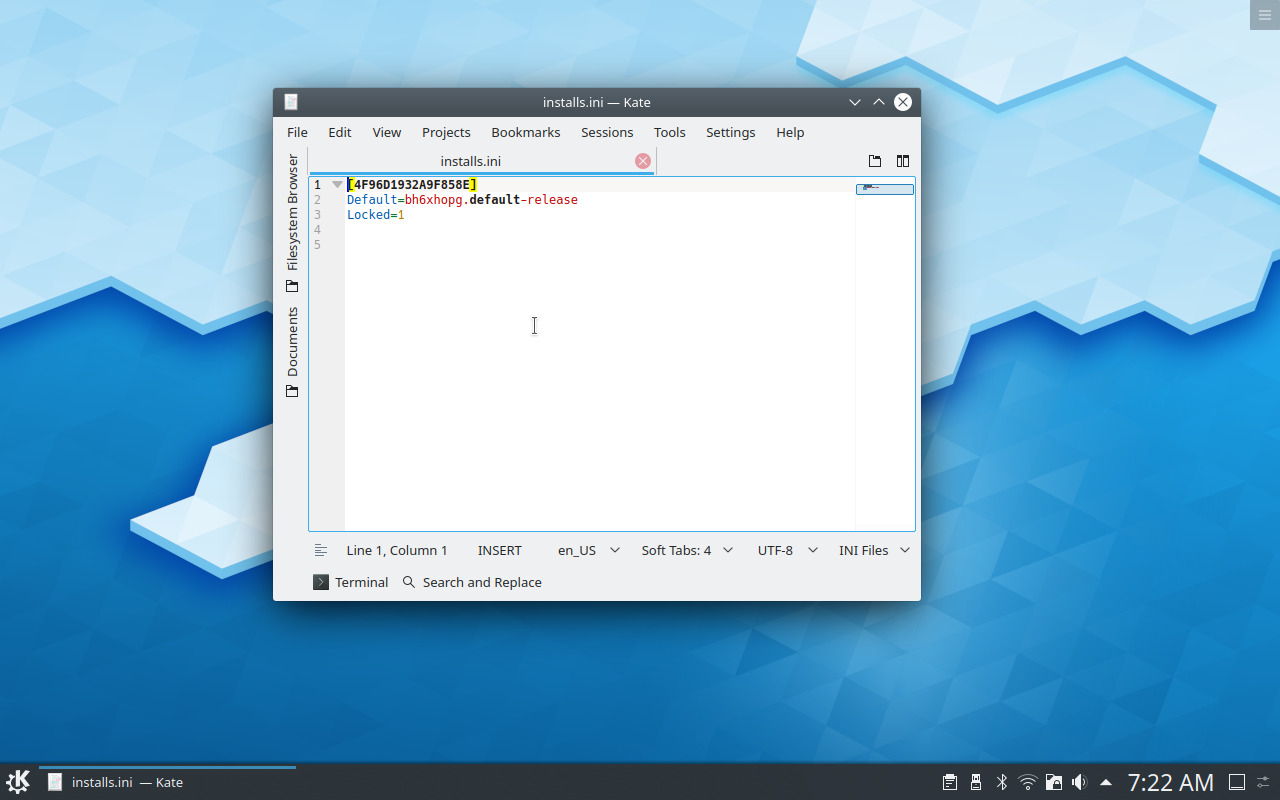 installs.ini — Kate
File Edit View Projects Bookmarks Sessions Tools Settings Help
installs.ini
Filesystem Browser
Documents
1 [4F96D1932A9F858E]
2 Default=bh6xhopg.default-release
3 Locked=1
4
5
Line 1, Column 1 INSERT en_US Soft Tabs: 4 UTF-8 INI Files
Terminal Search and Replace
installs.ini — Kate
7:22 AM